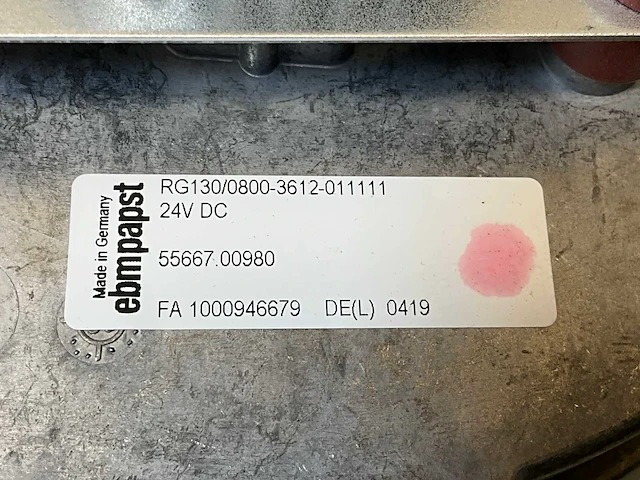 Made in Germany
ebmpapst
RG130/0800-3612-011111
24V DC
55667.00980
FA 1000946679 DE(L) 0419